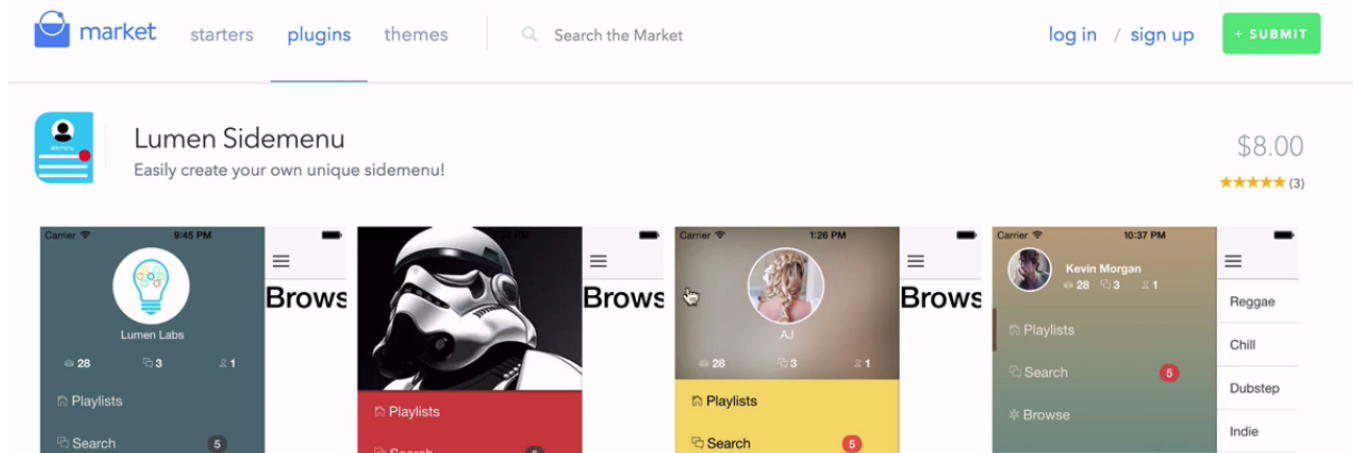 market
starters
plugins
themes
Search the Market
log in / sign up
+ SUBMIT
sidemenu
Lumen Sidemenu
Easily create your own unique sidemenu!
$8.00
(3)
Carrier 9:45 PM
Lumen Labs
28 3 1
Playlists
Search 5
Brows
Playlists
Search 5
Brows
Carrier 1:26 PM
AJ
28 3 1
Playlists
Search 5
Brows
Carrier 10:37 PM
Kevin Morgan
28 3 1
Playlists
Search 5
Browse
Reggae
Chill
Dubstep
Indie